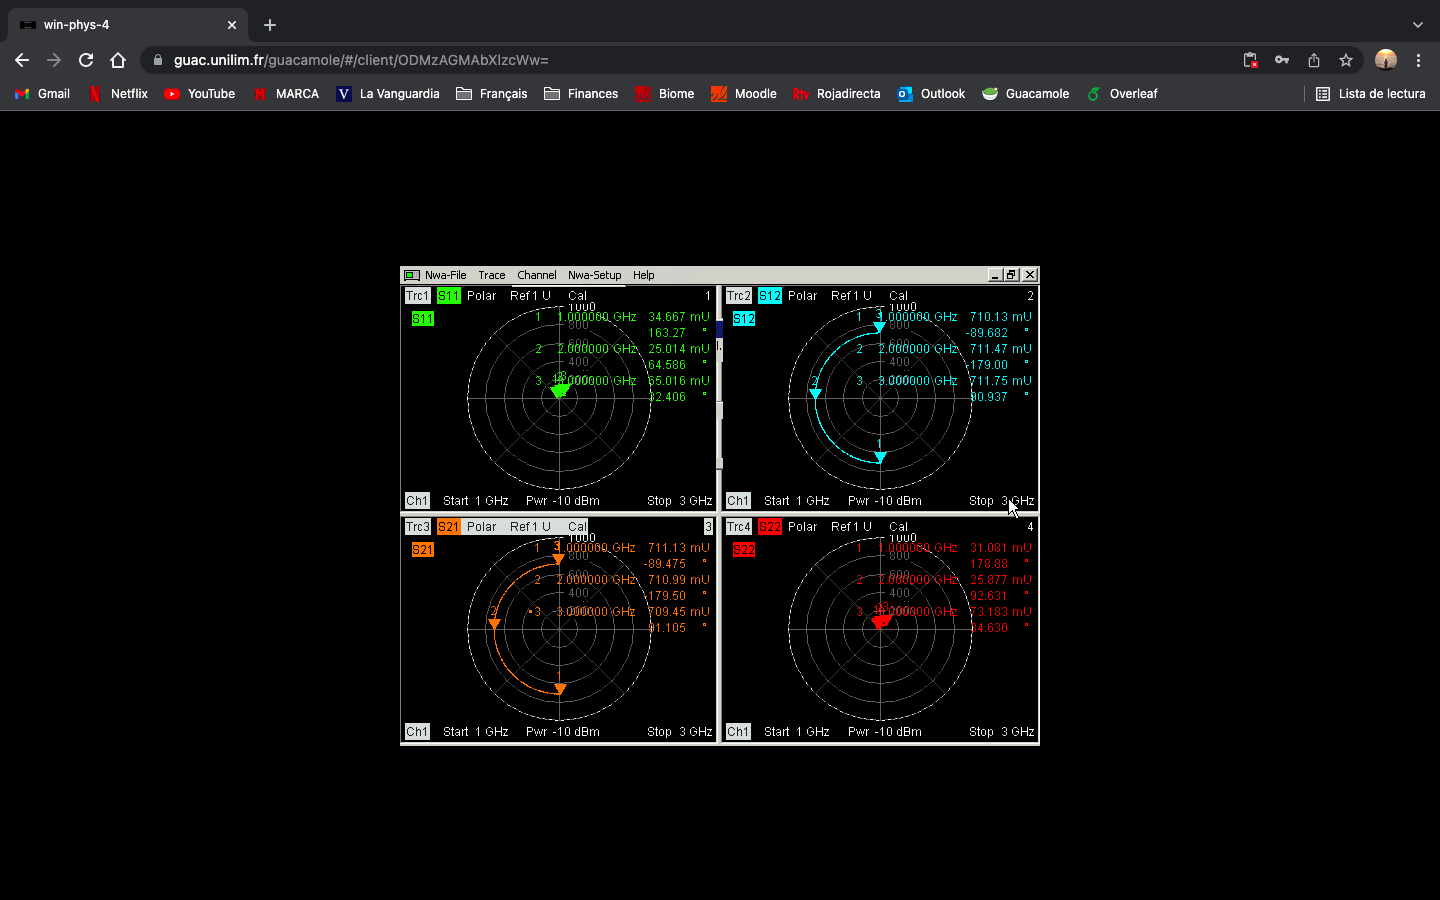 win-phys-4
guac.unilim.fr/guacamole/#/client/ODMzAGMAbXIzcWw=
Gmail Netflix YouTube MARCA La Vanguardia Français Finances Biome Moodle Rojadirecta Outlook Guacamole Overleaf Lista de lectura
Nwa-File Trace Channel Nwa-Setup Help
Trc1 S11 Polar Ref 1 U Cal 1
S11
1000
1 1.000000 GHz 34.667 mU
800
163.27 °
2 2.000000 GHz 25.014 mU
600
400
64.586 °
3 GHz 65.016 mU
32.406 °
Ch1 Start 1 GHz Pwr -10 dBm Stop 3 GHz
Trc2 S12 Polar Ref 1 U Cal 2
S12
1000
1 1.000000 GHz 710.13 mU
800
-89.682 °
2 2.000000 GHz 711.47 mU
600
400
-179.00 °
3 3.000000 GHz 711.75 mU
90.937 °
3
2
1
Ch1 Start 1 GHz Pwr -10 dBm Stop 3 GHz
Trc3 S21 Polar Ref 1 U Cal 3
S21
1000
1 1.000000 GHz 711.13 mU
800
-89.475 °
2 2.000000 GHz 710.99 mU
600
400
-179.50 °
3 3.000000 GHz 709.45 mU
91.105 °
3
2
1
Ch1 Start 1 GHz Pwr -10 dBm Stop 3 GHz
Trc4 S22 Polar Ref 1 U Cal 4
S22
1000
1 1.000000 GHz 31.081 mU
800
178.88 °
2 2.000000 GHz 25.877 mU
600
400
92.631 °
3 GHz 73.183 mU
34.630 °
Ch1 Start 1 GHz Pwr -10 dBm Stop 3 GHz